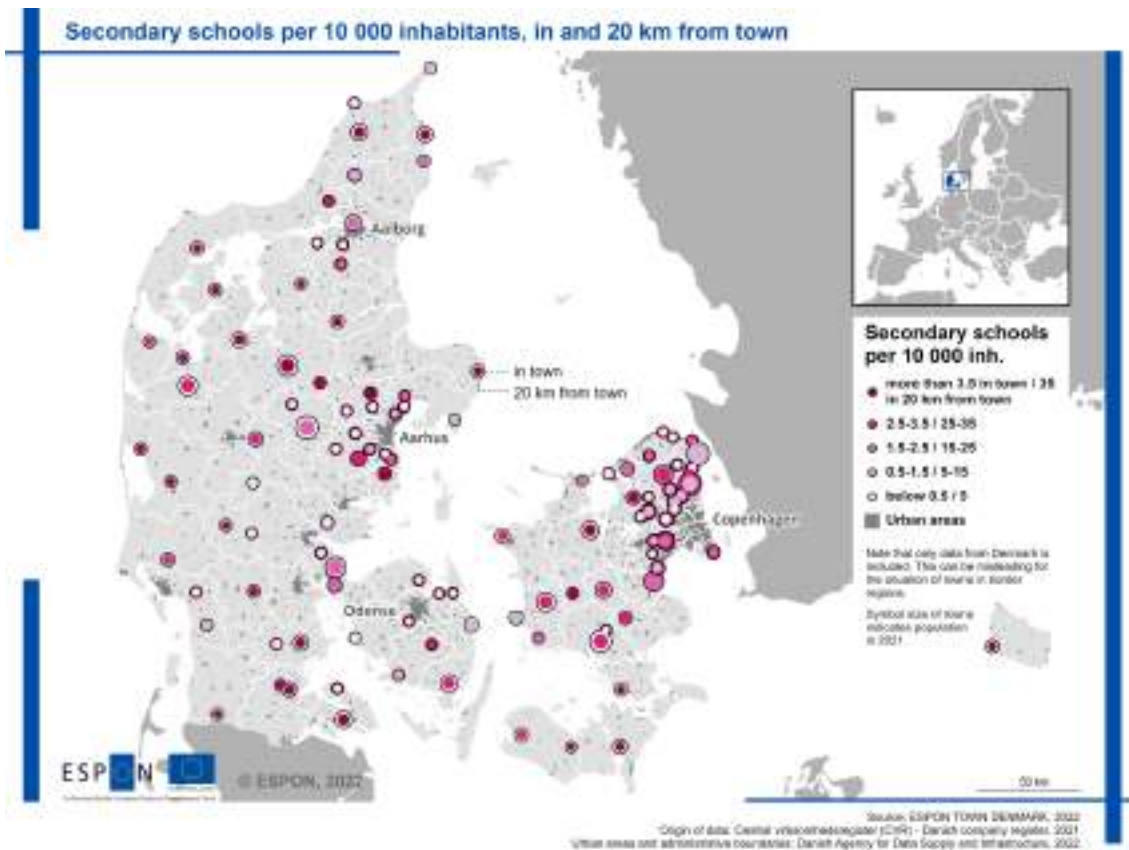 Secondary schools per 10 000 inhabitants, in and 20 km from town
Aalborg
in town
20 km from town
Aarhus
Copenhagen
Odense
Secondary schools
per 10 000 inh.
more than 3.5 in town / 35
in 20 km from town
2.5-3.5 / 25-35
1.5-2.5 / 15-25
0.5-1.5 / 5-15
below 0.5 / 5
Urban areas
Note that only data from Denmark is
included. This can be misleading for
the situation of towns in border
regions.
Symbol size of towns
indicates population
in 2021
ESPON
© ESPON, 2022
50 km
Source: ESPON TOWN DENMARK, 2022
Origin of data: Central virksomhedsregister (CVR) - Danish company register, 2021
Urban areas and administrative boundaries: Danish Agency for Data Supply and Infrastructure, 2022